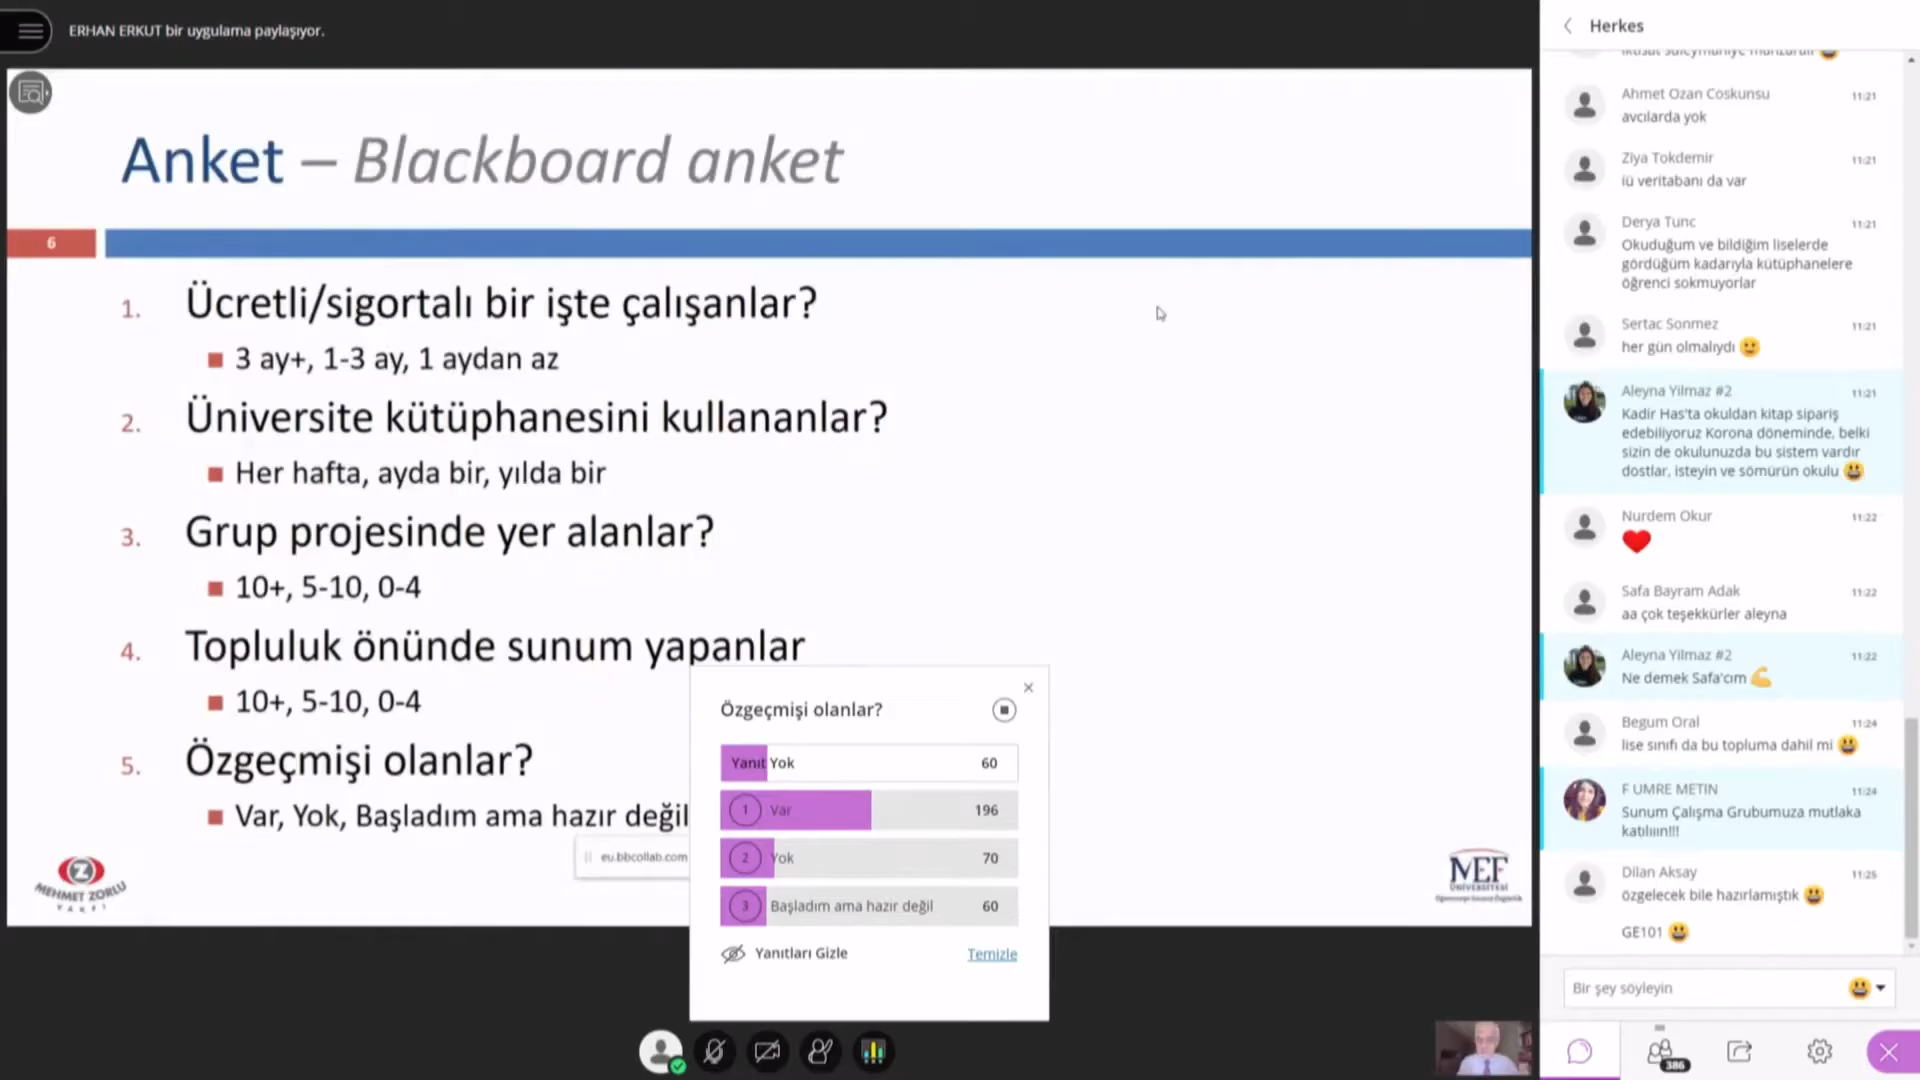 ERHAN ERKUT bir uygulama paylaşıyor.
Anket – Blackboard anket
6
1. Ücretli/sigortalı bir işte çalışanlar?
3 ay+, 1-3 ay, 1 aydan az
2. Üniversite kütüphanesini kullananlar?
Her hafta, ayda bir, yılda bir
3. Grup projesinde yer alanlar?
10+, 5-10, 0-4
4. Topluluk önünde sunum yapanlar
10+, 5-10, 0-4
5. Özgeçmişi olanlar?
Var, Yok, Başladım ama hazır değil
MEHMET ZORLU
VAKFI
eu.bbcollab.com
MEF
ÜNİVERSİTESİ
Özgeçmişi olanlar?
Yanıt Yok 60
1 Var 196
2 Yok 70
3 Başladım ama hazır değil 60
Yanıtları Gizle Temizle
Herkes
Ahmet Ozan Coskunsu 11:21
avcılarda yok
Ziya Tokdemir 11:21
iü veritabanı da var
Derya Tunc 11:21
Okuduğum ve bildiğim liselerde
gördüğüm kadarıyla kütüphanelere
öğrenci sokmuyorlar
Sertac Sonmez 11:21
her gün olmalıydı 🙂
Aleyna Yilmaz #2 11:21
Kadir Has'ta okuldan kitap sipariş
edebiliyoruz Korona döneminde, belki
sizin de okulunuzda bu sistem vardır
dostlar, isteyin ve sömürün okulu 😃
Nurdem Okur 11:22
❤️
Safa Bayram Adak 11:22
aa çok teşekkürler aleyna
Aleyna Yilmaz #2 11:22
Ne demek Safa'cım 💪
Begum Oral 11:24
lise sınıfı da bu topluma dahil mi 😃
F UMRE METIN 11:24
Sunum Çalışma Grubumuza mutlaka
katılıııın!!!
Dilan Aksay 11:25
özgelecek bile hazırlamıştık 😃
GE101 😃
Bir şey söyleyin
386